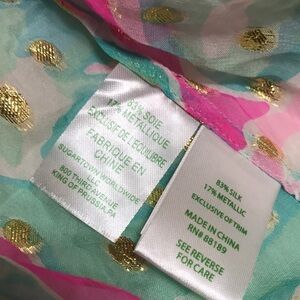 83% SOIE
17% METALLIQUE
EXCLUSIF DE L'EQUILIBRE
FABRIQUE EN
CHINE
SUGARTOWN WORLDWIDE
LLC
800 THIRD AVENUE
KING OF PRUSSIA, PA
83% SILK
17% METALLIC
EXCLUSIVE OF TRIM
MADE IN CHINA
RN# 88189
SEE REVERSE
FOR CARE